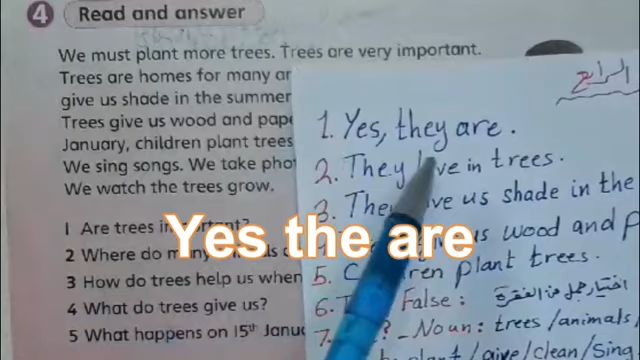 4 Read and answer
We must plant more trees. Trees are very important.
Trees are homes for many
give us shade in the summer
Trees give us wood and
January, children plant trees
We sing songs. We take
We watch the trees grow.
1 Are trees
2 Where do
3 How do trees help us when
4 What do trees give us?
5 What happens on 15th
الرابع
1. Yes, they are.
2. They live in trees.
3. They give us shade in the
us wood and
5. Children plant trees.
6. False:
7. ? - Noun: trees/animals/
plant/give/clean/sing
Yes the are